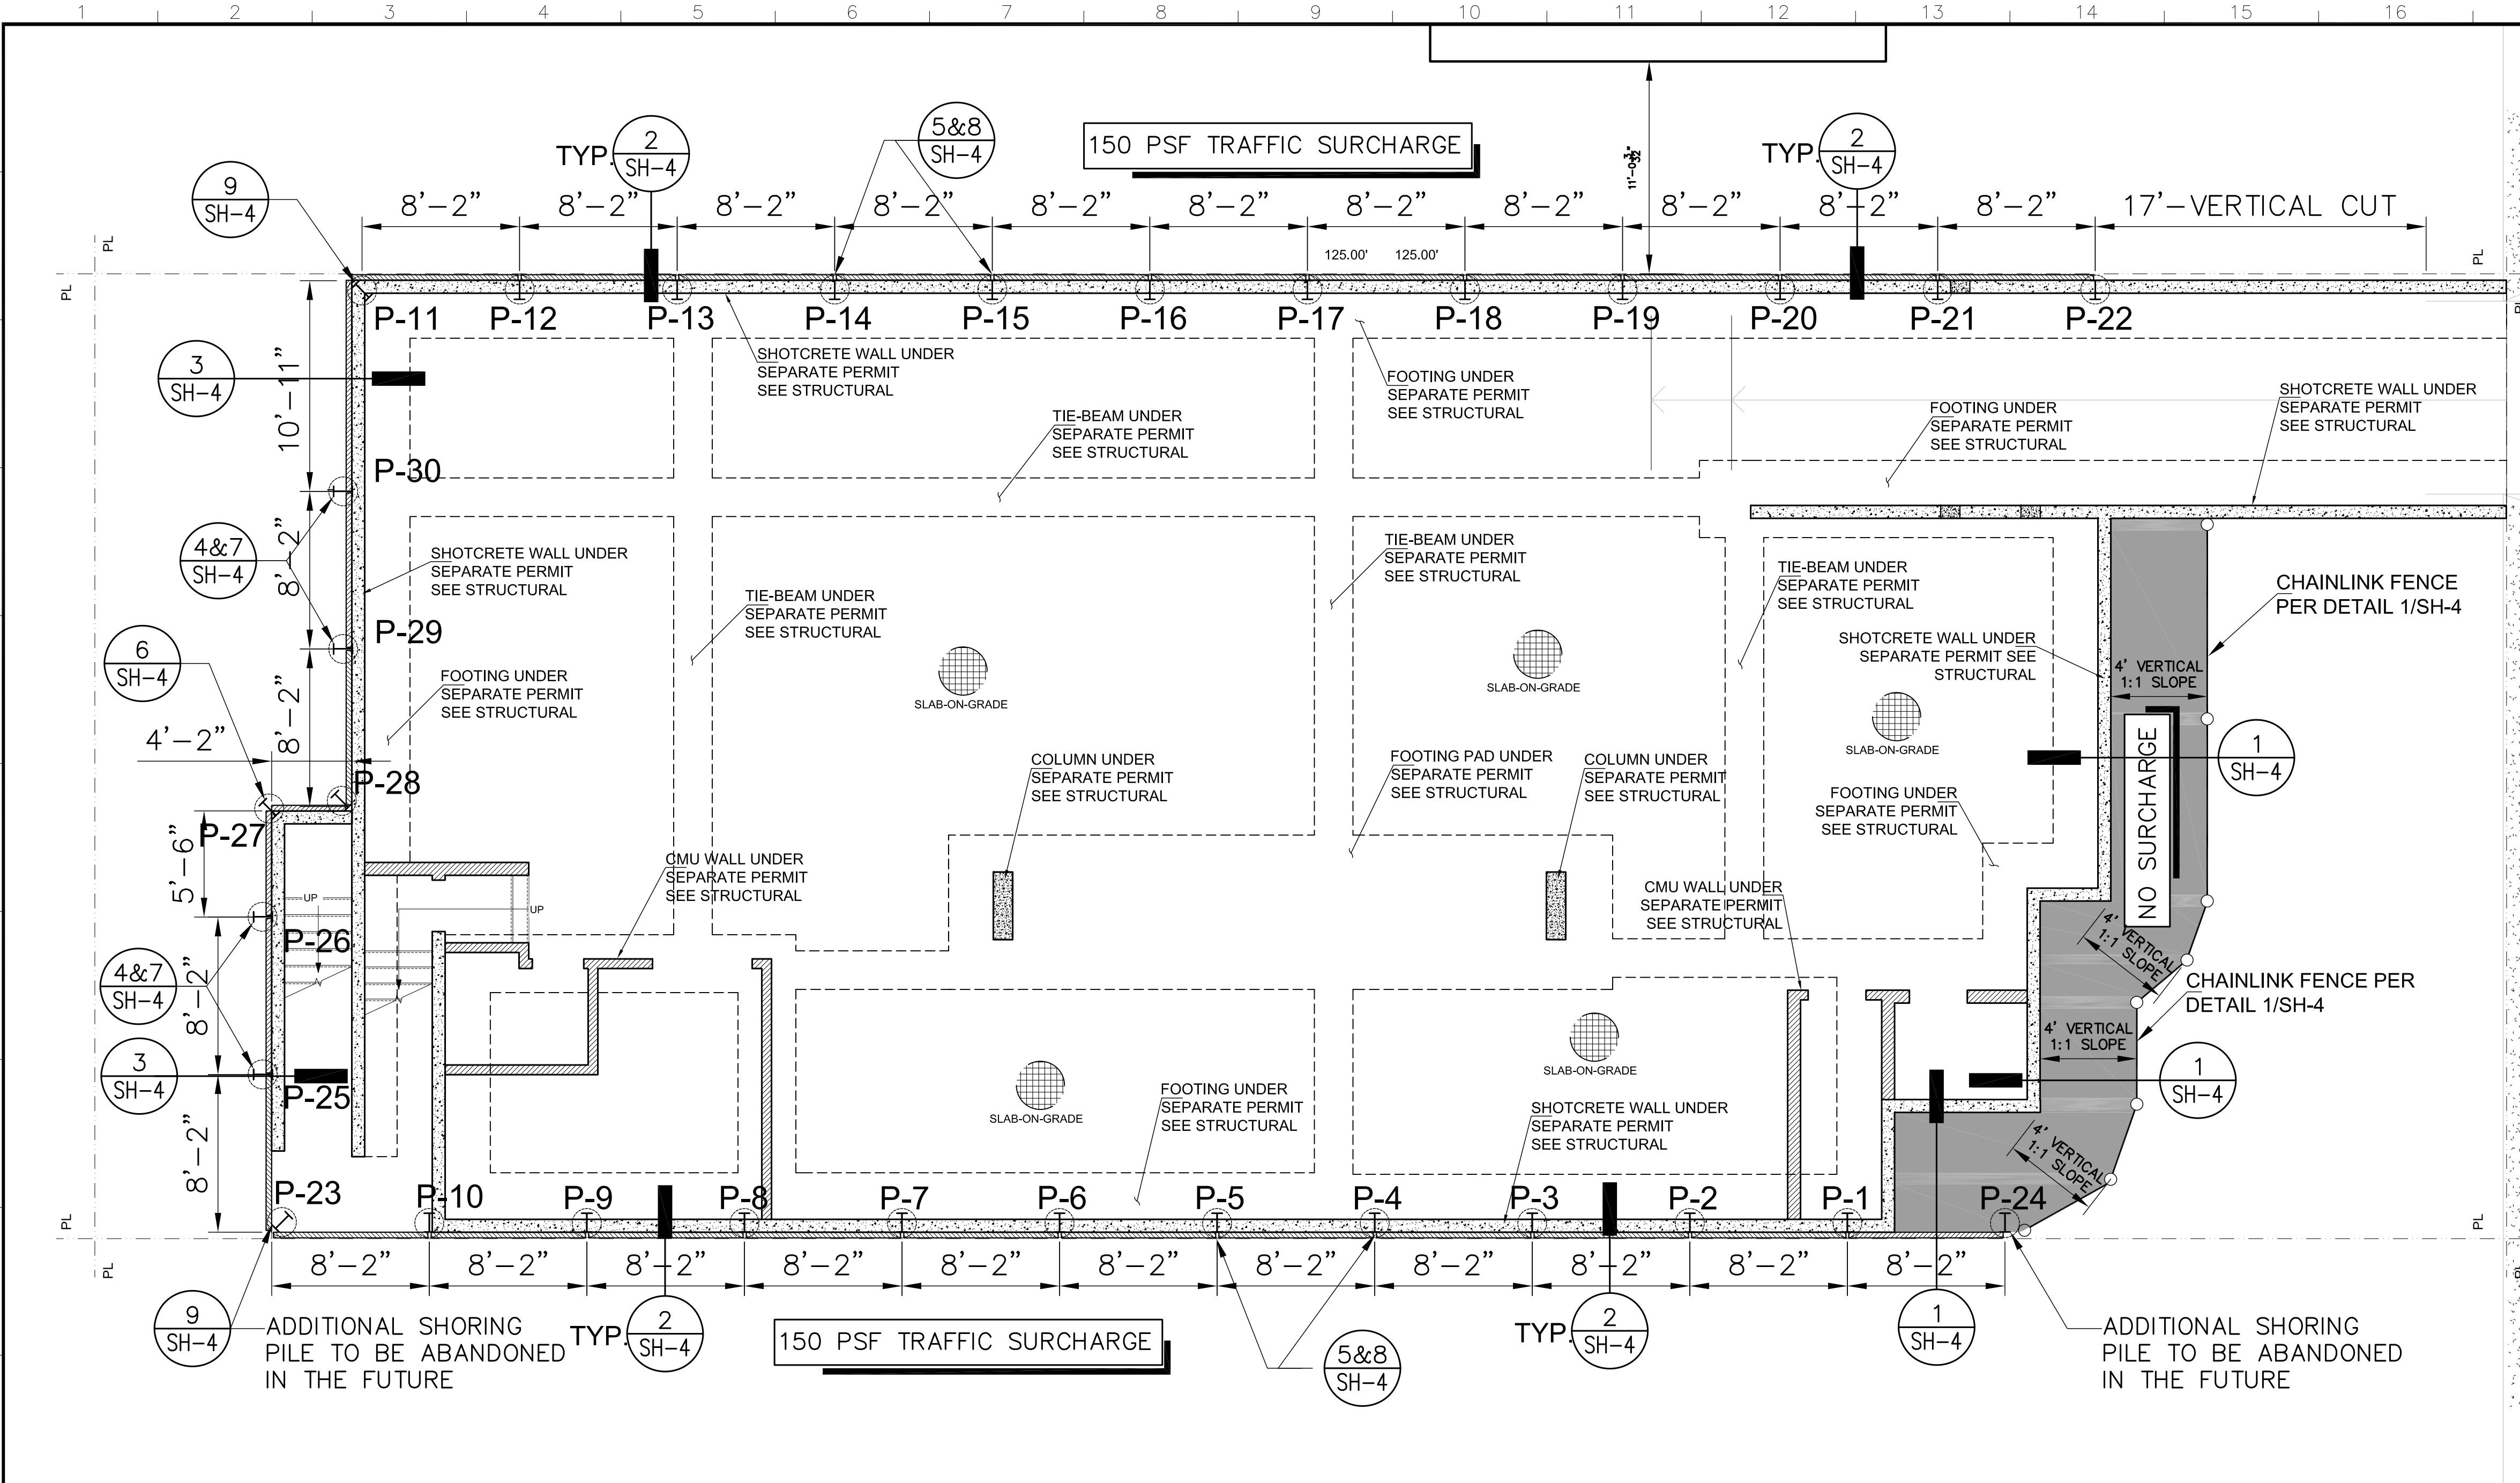 1 2 3 4 5 6 7 8 9 10 11 12 13 14 15 16
5&8
SH-4
2
SH-4
TYP.
150 PSF TRAFFIC SURCHARGE
TYP.
2
SH-4
9
SH-4
8'-2" 8'-2" 8'-2" 8'-2" 8'-2" 8'-2" 8'-2" 8'-2" 8'-2" 8'-2" 8'-2" 17'-VERTICAL CUT
PL
125.00' 125.00'
PL
PL
P-11 P-12 P-13 P-14 P-15 P-16 P-17 P-18 P-19 P-20 P-21 P-22
3
SH-4
10'-11"
SHOTCRETE WALL UNDER
SEPARATE PERMIT
SEE STRUCTURAL
FOOTING UNDER
SEPARATE PERMIT
SEE STRUCTURAL
SHOTCRETE WALL UNDER
SEPARATE PERMIT
SEE STRUCTURAL
TIE-BEAM UNDER
SEPARATE PERMIT
SEE STRUCTURAL
FOOTING UNDER
SEPARATE PERMIT
SEE STRUCTURAL
P-30
4&7
SH-4
8'-2"
SHOTCRETE WALL UNDER
SEPARATE PERMIT
SEE STRUCTURAL
TIE-BEAM UNDER
SEPARATE PERMIT
SEE STRUCTURAL
TIE-BEAM UNDER
SEPARATE PERMIT
SEE STRUCTURAL
CHAINLINK FENCE
PER DETAIL 1/SH-4
TIE-BEAM UNDER
SEPARATE PERMIT
SEE STRUCTURAL
P-29
SHOTCRETE WALL UNDER
SEPARATE PERMIT SEE
STRUCTURAL
6
SH-4
8'-2"
4' VERTICAL
1:1 SLOPE
FOOTING UNDER
SEPARATE PERMIT
SEE STRUCTURAL
SLAB-ON-GRADE
SLAB-ON-GRADE
SLAB-ON-GRADE
NO SURCHARGE
1
SH-4
4'-2"
P-28
COLUMN UNDER
SEPARATE PERMIT
SEE STRUCTURAL
FOOTING PAD UNDER
SEPARATE PERMIT
SEE STRUCTURAL
COLUMN UNDER
SEPARATE PERMIT
SEE STRUCTURAL
FOOTING UNDER
SEPARATE PERMIT
SEE STRUCTURAL
P-27
5'-6"
CMU WALL UNDER
SEPARATE PERMIT
SEE STRUCTURAL
CMU WALL UNDER
SEPARATE PERMIT
SEE STRUCTURAL
UP
UP
4' VERTICAL
1:1 SLOPE
P-26
4&7
SH-4
8'-2"
CHAINLINK FENCE PER
DETAIL 1/SH-4
4' VERTICAL
1:1 SLOPE
3
SH-4
P-25
1
SH-4
SLAB-ON-GRADE
SLAB-ON-GRADE
FOOTING UNDER
SEPARATE PERMIT
SEE STRUCTURAL
SHOTCRETE WALL UNDER
SEPARATE PERMIT
SEE STRUCTURAL
8'-2"
4' VERTICAL
1:1 SLOPE
P-23 P-10 P-9 P-8 P-7 P-6 P-5 P-4 P-3 P-2 P-1 P-24
PL
PL
PL
8'-2" 8'-2" 8'-2" 8'-2" 8'-2" 8'-2" 8'-2" 8'-2" 8'-2" 8'-2" 8'-2"
9
SH-4
ADDITIONAL SHORING
PILE TO BE ABANDONED
IN THE FUTURE
TYP.
2
SH-4
150 PSF TRAFFIC SURCHARGE
5&8
SH-4
TYP.
2
SH-4
1
SH-4
ADDITIONAL SHORING
PILE TO BE ABANDONED
IN THE FUTURE